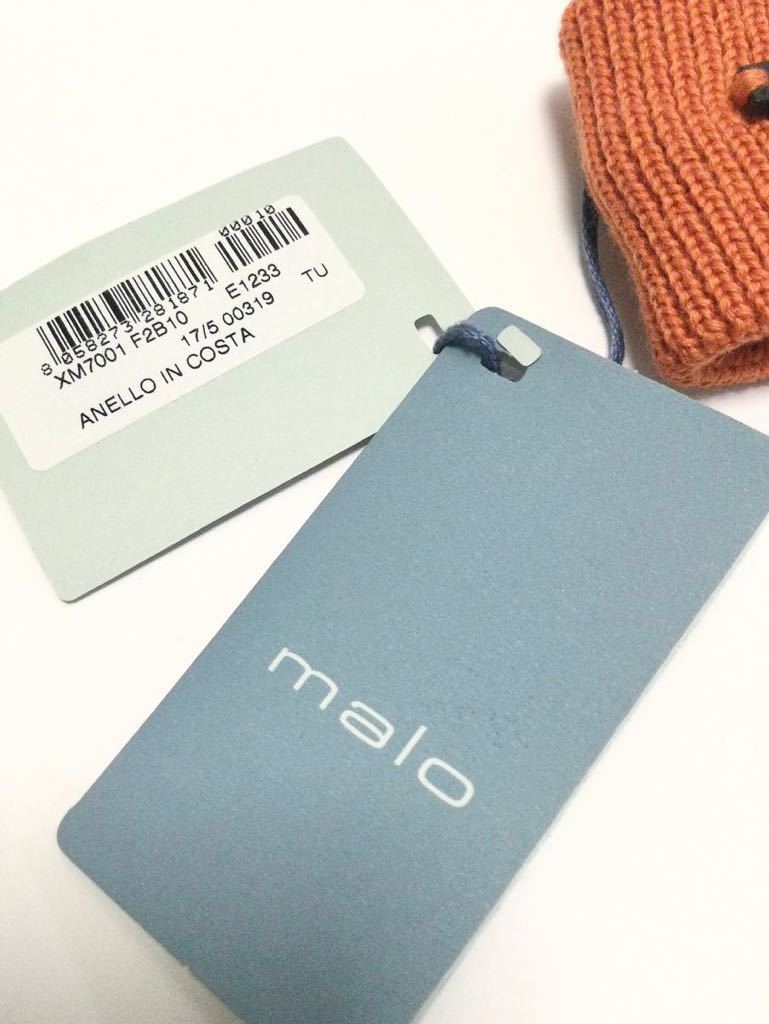 00010
8 058273 281871
XM7001 F2B10 E1233
17/5 00319 TU
ANELLO IN COSTA
malo